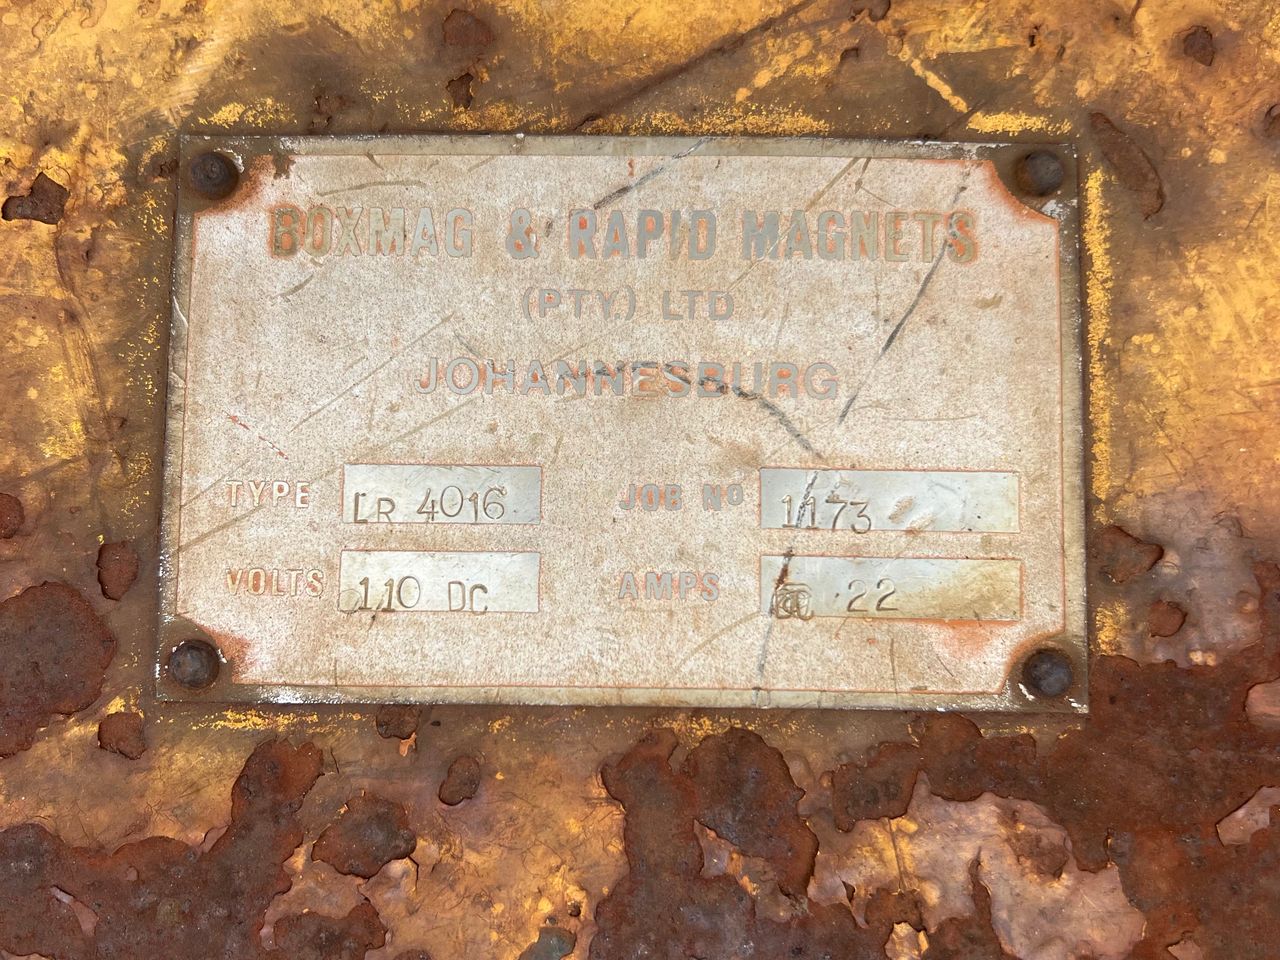 BOXMAG & RAPID MAGNETS
(PTY.) LTD
JOHANNESBURG
TYPE LR 4016 JOB Nº 1173
VOLTS 110 DC AMPS 22